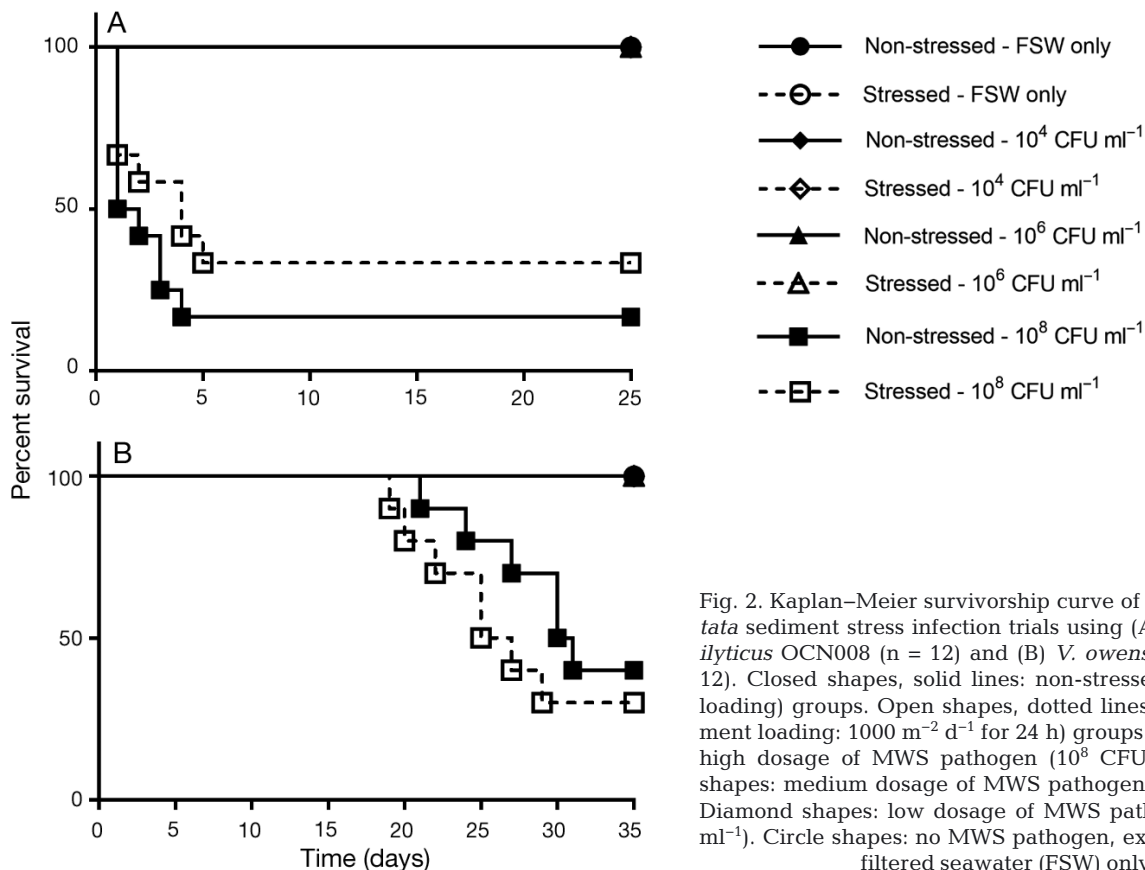 A
100
50
0
0 5 10 15 20 25
Percent survival
B
100
50
0
0 5 10 15 20 25 30 35
Time (days)
Non-stressed - FSW only
Stressed - FSW only
Non-stressed - 10⁴ CFU ml⁻¹
Stressed - 10⁴ CFU ml⁻¹
Non-stressed - 10⁶ CFU ml⁻¹
Stressed - 10⁶ CFU ml⁻¹
Non-stressed - 10⁸ CFU ml⁻¹
Stressed - 10⁸ CFU ml⁻¹
Fig. 2. Kaplan–Meier survivorship curve of
tata sediment stress infection trials using (A
ilyticus OCN008 (n = 12) and (B) V. owens
12). Closed shapes, solid lines: non-stresse
loading) groups. Open shapes, dotted lines
ment loading: 1000 m⁻² d⁻¹ for 24 h) groups
high dosage of MWS pathogen (10⁸ CFU
shapes: medium dosage of MWS pathogen
Diamond shapes: low dosage of MWS pat
ml⁻¹). Circle shapes: no MWS pathogen, ex
filtered seawater (FSW) only